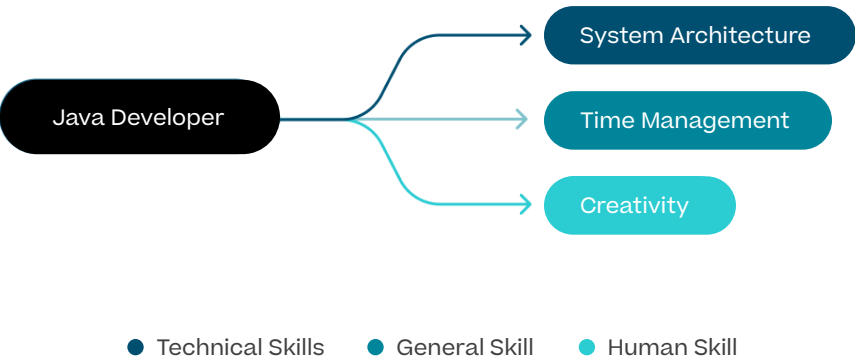 System Architecture
Java Developer
Time Management
Creativity
Technical Skills
General Skill
Human Skill